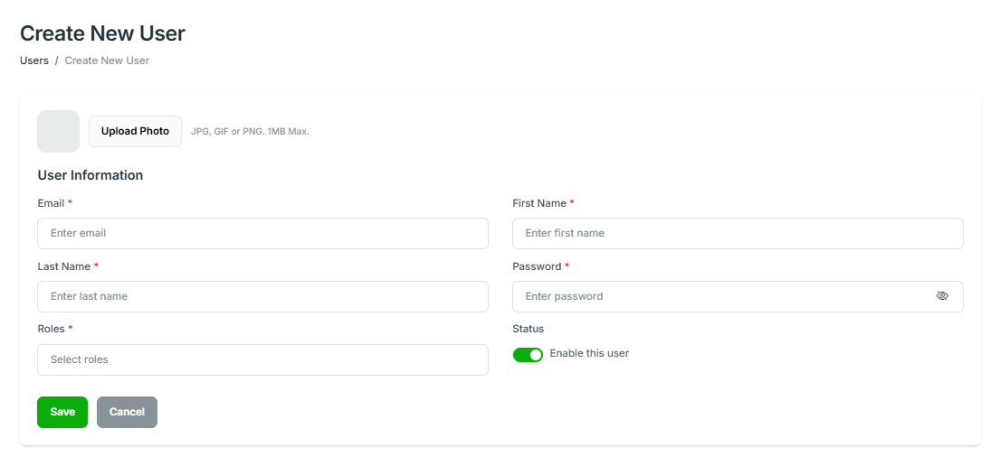 Create New User
Users / Create New User
Upload Photo JPG, GIF or PNG. 1MB Max.
User Information
Email * First Name *
Enter email Enter first name
Last Name * Password *
Enter last name Enter password
Roles * Status
Select roles Enable this user
Save Cancel